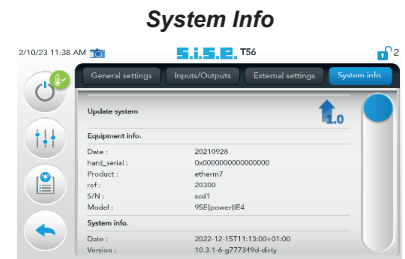 System Info
2/10/23 11:38 AM S.i.S.E. T56 2
General settings Inputs/Outputs External settings System info.
Update system 1.0
Equipment info.
Date : 20210928
hard_serial : 0x0000000000000000
Product : etherm7
ref : 20300
S/N : scd1
Model : 95E[power]IE4
System info.
Date : 2022-12-15T11:13:00+01:00
Version : 10.3.1-6-g777349d-dirty